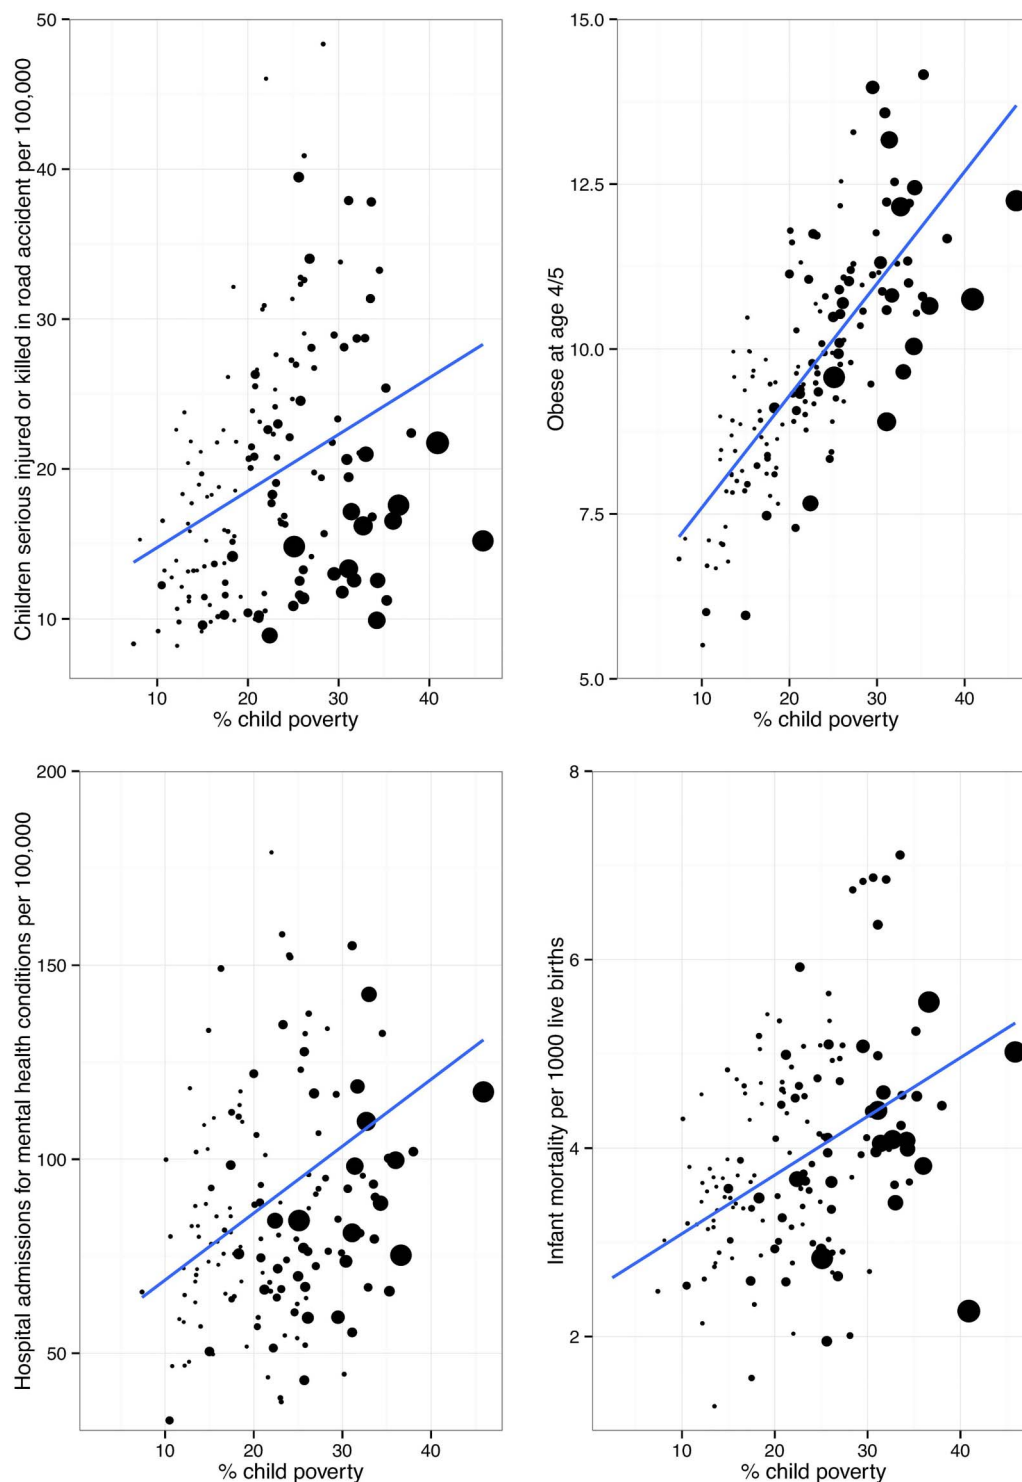 50
40
30
20
10
Children serious injured or killed in road accident per 100,000
10 20 30 40
% child poverty
15.0
12.5
10.0
7.5
5.0
Obese at age 4/5
10 20 30 40
% child poverty
200
150
100
50
Hospital admissions for mental health conditions per 100,000
10 20 30 40
% child poverty
8
6
4
2
Infant mortality per 1000 live births
10 20 30 40
% child poverty